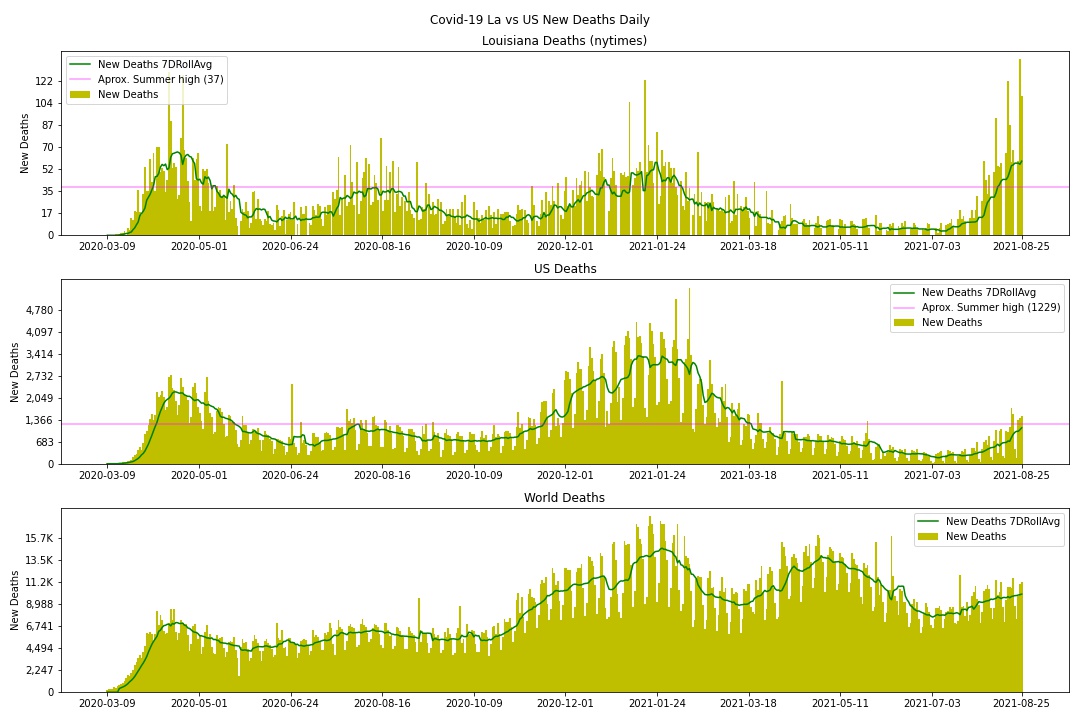 Covid-19 La vs US New Deaths Daily
Louisiana Deaths (nytimes)
New Deaths 7DRollAvg
Aprox. Summer high (37)
New Deaths
New Deaths
122
104
87
70
52
35
17
0
2020-03-09 2020-05-01 2020-06-24 2020-08-16 2020-10-09 2020-12-01 2021-01-24 2021-03-18 2021-05-11 2021-07-03 2021-08-25
US Deaths
New Deaths 7DRollAvg
Aprox. Summer high (1229)
New Deaths
New Deaths
4,780
4,097
3,414
2,732
2,049
1,366
683
0
2020-03-09 2020-05-01 2020-06-24 2020-08-16 2020-10-09 2020-12-01 2021-01-24 2021-03-18 2021-05-11 2021-07-03 2021-08-25
World Deaths
New Deaths 7DRollAvg
New Deaths
New Deaths
15.7K
13.5K
11.2K
8,988
6,741
4,494
2,247
0
2020-03-09 2020-05-01 2020-06-24 2020-08-16 2020-10-09 2020-12-01 2021-01-24 2021-03-18 2021-05-11 2021-07-03 2021-08-25